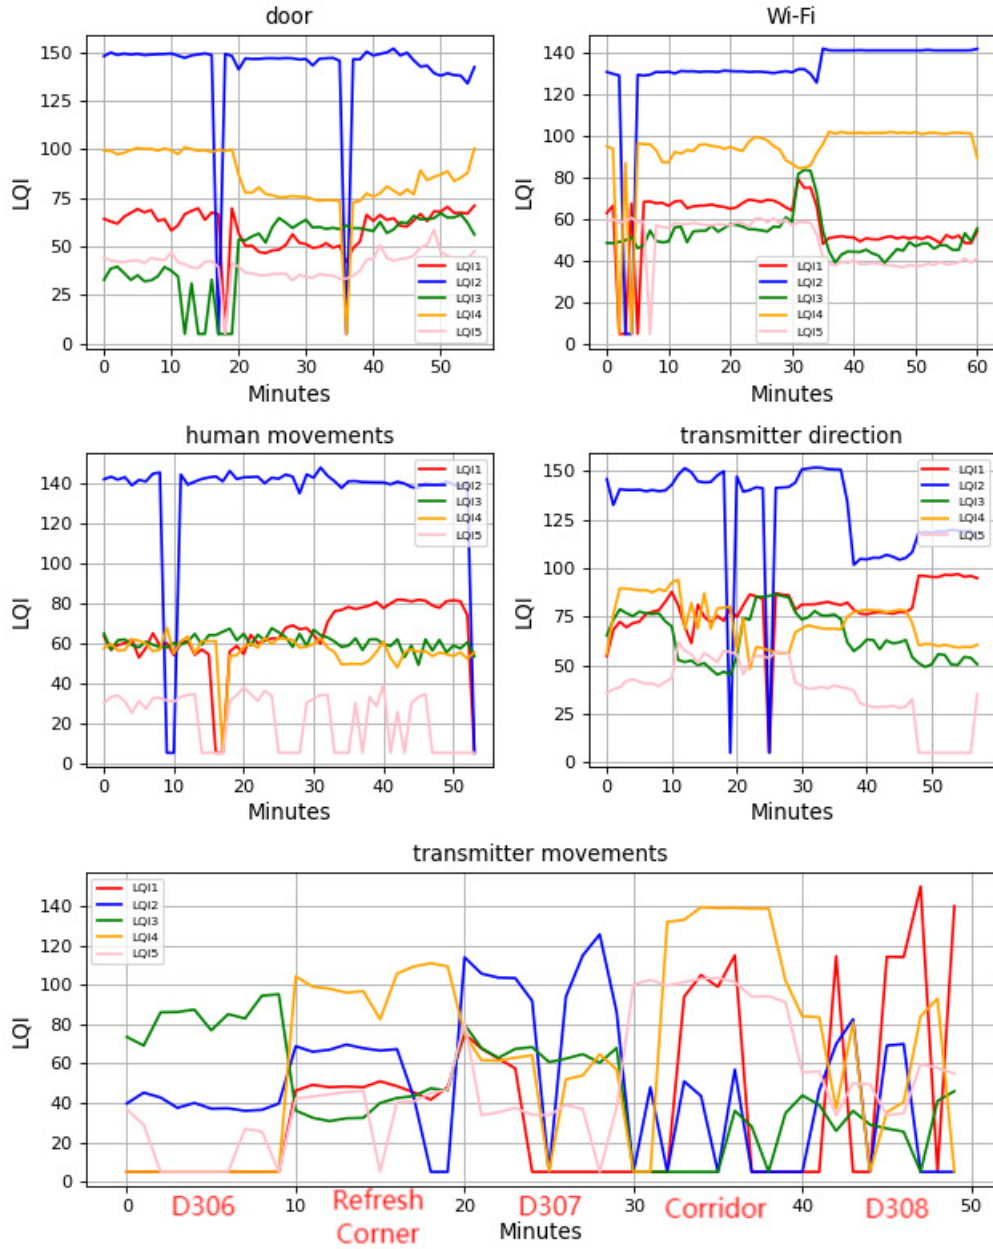 door
150
125
100
75
50
25
0
LQI
LQI1
LQI2
LQI3
LQI4
LQI5
0 10 20 30 40 50
Minutes
Wi-Fi
140
120
100
80
60
40
20
0
LQI
LQI1
LQI2
LQI3
LQI4
LQI5
0 10 20 30 40 50 60
Minutes
human movements
140
120
100
80
60
40
20
0
LQI
LQI1
LQI2
LQI3
LQI4
LQI5
0 10 20 30 40 50
Minutes
transmitter direction
150
125
100
75
50
25
0
LQI
LQI1
LQI2
LQI3
LQI4
LQI5
0 10 20 30 40 50
Minutes
transmitter movements
LQI1
LQI2
LQI3
LQI4
LQI5
140
120
100
80
60
40
20
0
LQI
0 10 20 30 40 50
D306 Refresh D307 Corridor D308
Corner Minutes